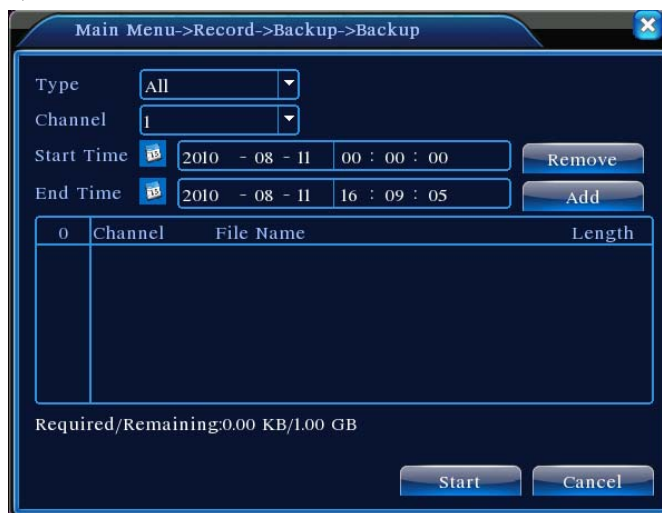 Main Menu->Record->Backup->Backup
Type All
Channel 1
Start Time 2010 - 08 - 11 00 : 00 : 00 Remove
End Time 2010 - 08 - 11 16 : 09 : 05 Add
0 Channel File Name Length
Required/Remaining:0.00 KB/1.00 GB
Start Cancel